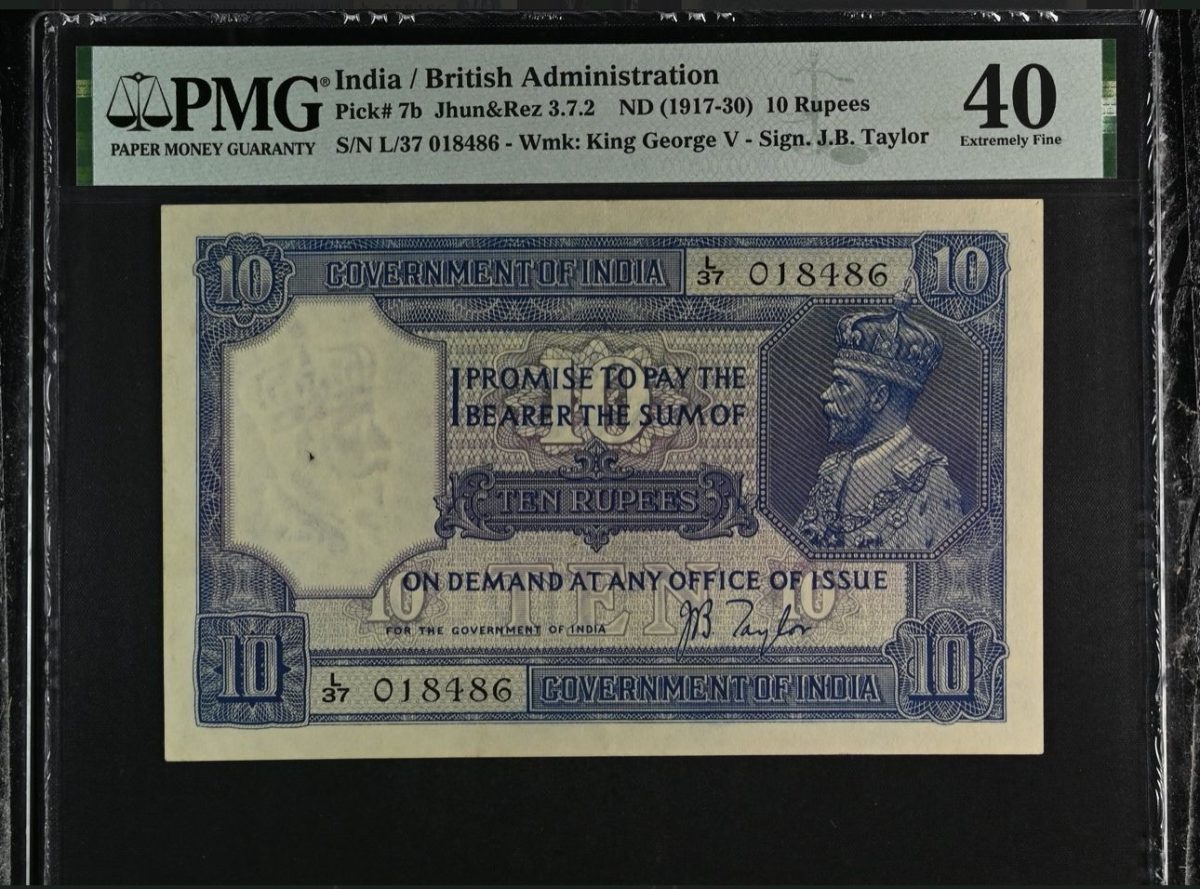 PMG®
PAPER MONEY GUARANTY
India / British Administration
Pick# 7b Jhun&Rez 3.7.2 ND (1917-30) 10 Rupees
S/N L/37 018486 - Wmk: King George V - Sign. J.B. Taylor
40
Extremely Fine
10 GOVERNMENT OF INDIA L/37 018486 10
10
I PROMISE TO PAY THE
BEARER THE SUM OF
TEN RUPEES
ON DEMAND AT ANY OFFICE OF ISSUE
10 TEN 10
FOR THE GOVERNMENT OF INDIA JB Taylor
10 L/37 018486 GOVERNMENT OF INDIA 10